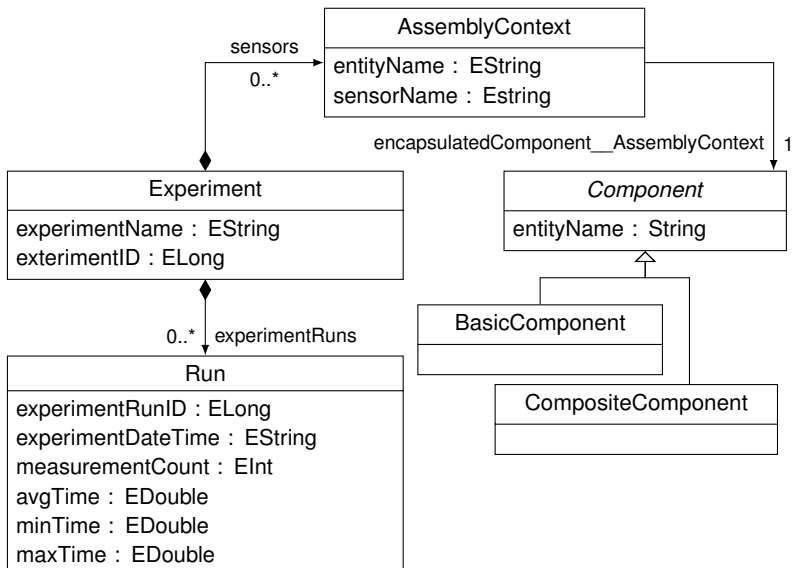 AssemblyContext
entityName : EString
sensorName : Estring
sensors
0..*
encapsulatedComponent__AssemblyContext 1
Experiment
experimentName : EString
exterimentID : ELong
Component
entityName : String
BasicComponent
CompositeComponent
0..* experimentRuns
Run
experimentRunID : ELong
experimentDateTime : EString
measurementCount : EInt
avgTime : EDouble
minTime : EDouble
maxTime : EDouble